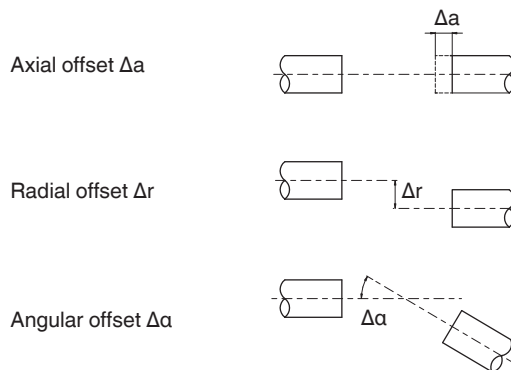 Δa
Axial offset Δa
Radial offset Δr
Δr
Angular offset Δα
Δα